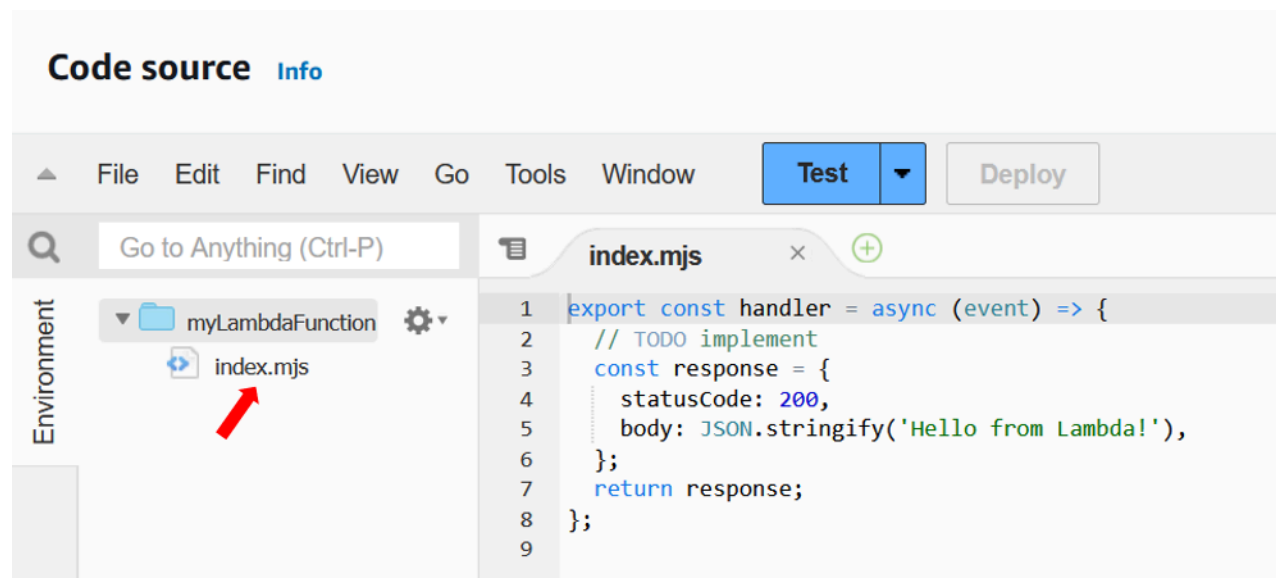 Code source Info
File Edit Find View Go Tools Window Test Deploy
Go to Anything (Ctrl-P)
index.mjs
Environment
myLambdaFunction
index.mjs
1 export const handler = async (event) => {
2   // TODO implement
3   const response = {
4     statusCode: 200,
5     body: JSON.stringify('Hello from Lambda!'),
6   };
7   return response;
8 };
9